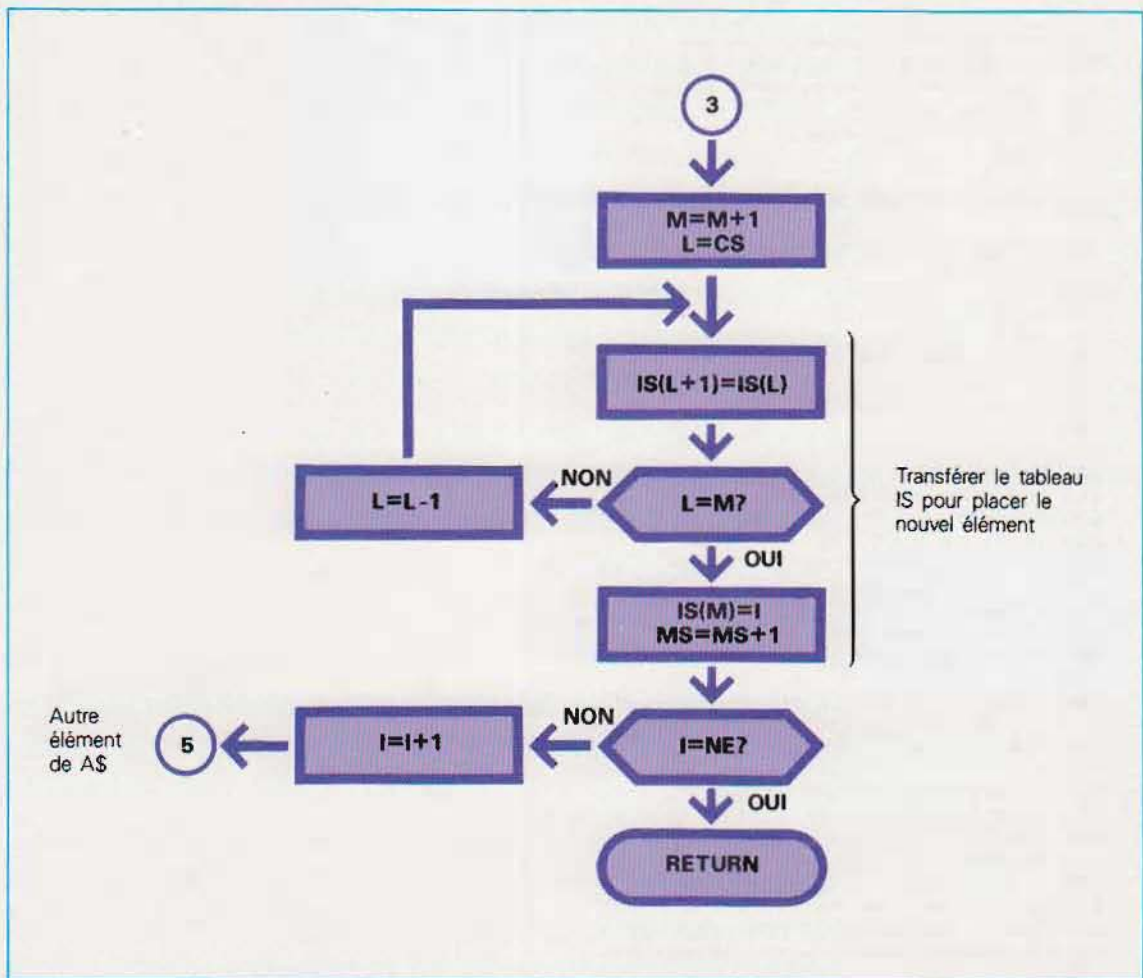 3
M=M+1
L=CS
IS(L+1)=IS(L)
NON
L=L-1
L=M?
Transférer le tableau
IS pour placer le
nouvel élément
OUI
IS(M)=I
MS=MS+1
Autre
élément
de A$
5
I=I+1
NON
I=NE?
OUI
RETURN